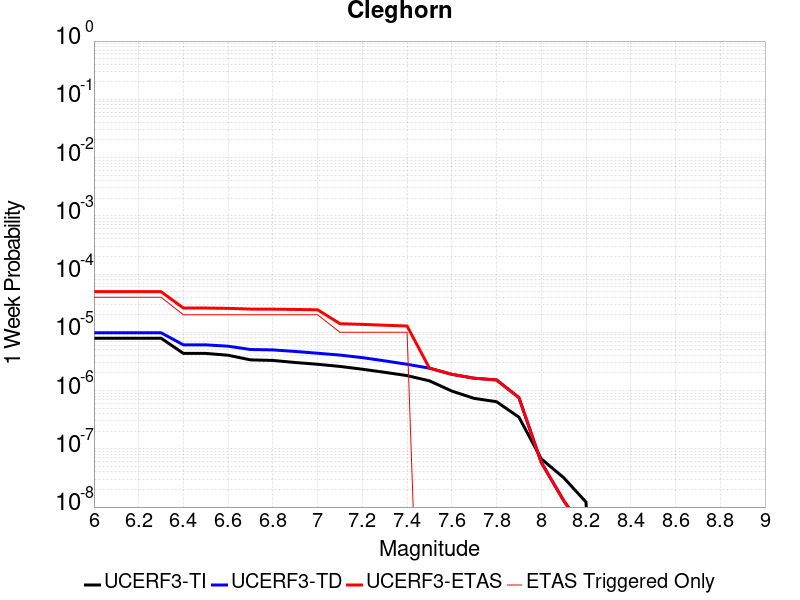 Cleghorn
1 Week Probability
10^0
10^-1
10^-2
10^-3
10^-4
10^-5
10^-6
10^-7
10^-8
6 6.2 6.4 6.6 6.8 7 7.2 7.4 7.6 7.8 8 8.2 8.4 8.6 8.8 9
Magnitude
UCERF3-TI UCERF3-TD UCERF3-ETAS ETAS Triggered Only